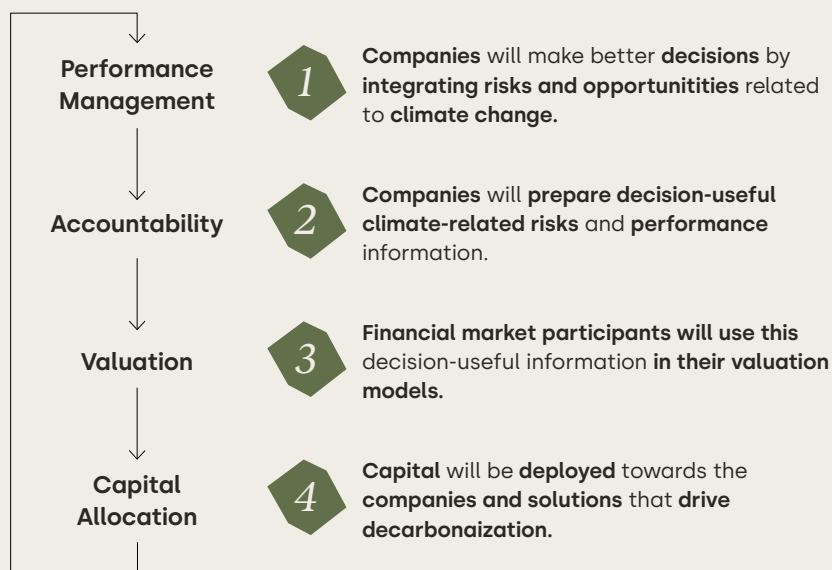 Performance
Management
1
Companies will make better decisions by
integrating risks and opportunitities related
to climate change.
Accountability
2
Companies will prepare decision-useful
climate-related risks and performance
information.
Valuation
3
Financial market participants will use this
decision-useful information in their valuation
models.
Capital
Allocation
4
Capital will be deployed towards the
companies and solutions that drive
decarbonaization.